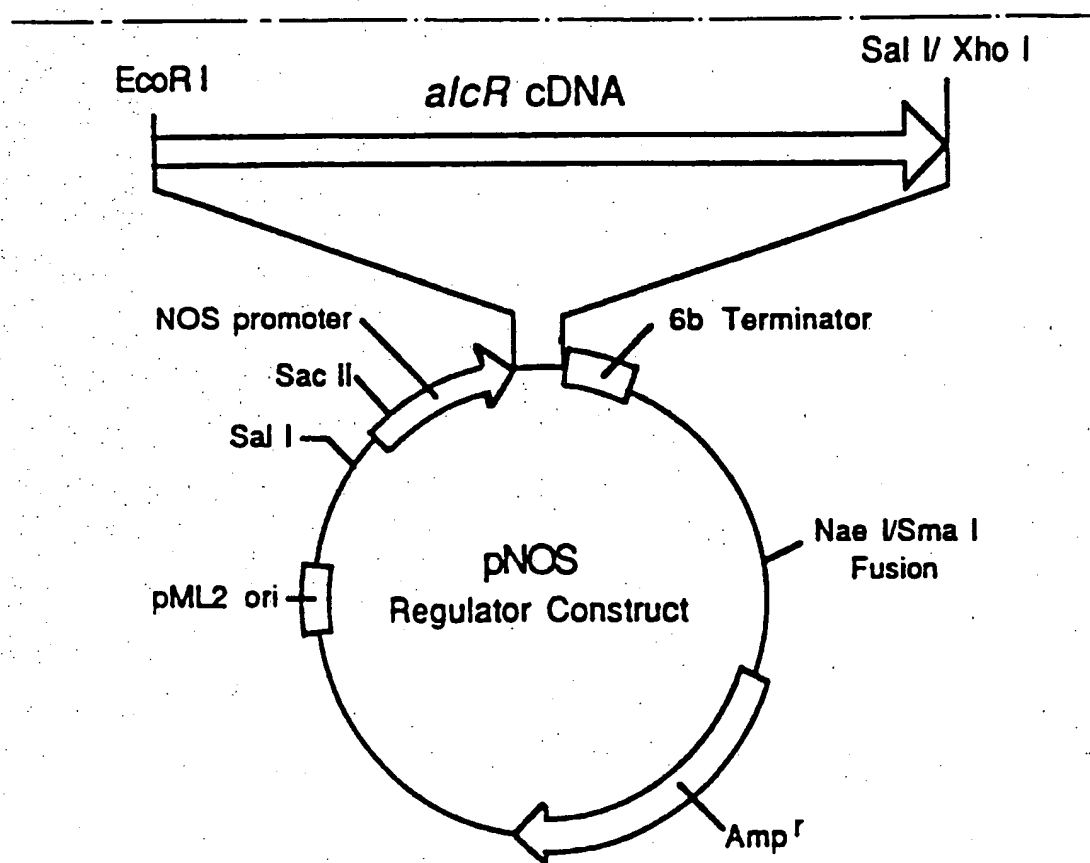 EcoR I
Sal I/ Xho I
alcR cDNA
NOS promoter
6b Terminator
Sac II
Sal I
Nae I/Sma I
Fusion
pNOS
Regulator Construct
pML2 ori
Amp r